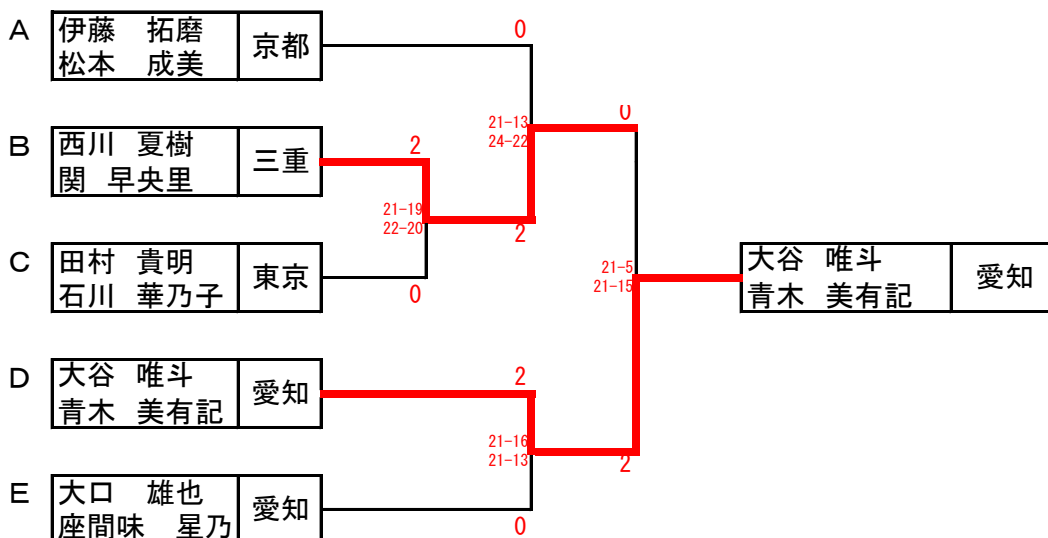 A
伊藤　拓磨
松本　成美
京都
0
B
西川　夏樹
関　早央里
三重
2
21-13
24-22
0
21-19
22-20
2
C
田村　貴明
石川　華乃子
東京
0
21-5
21-15
大谷　唯斗
青木　美有記
愛知
D
大谷　唯斗
青木　美有記
愛知
2
21-16
21-13
2
E
大口　雄也
座間味　星乃
愛知
0